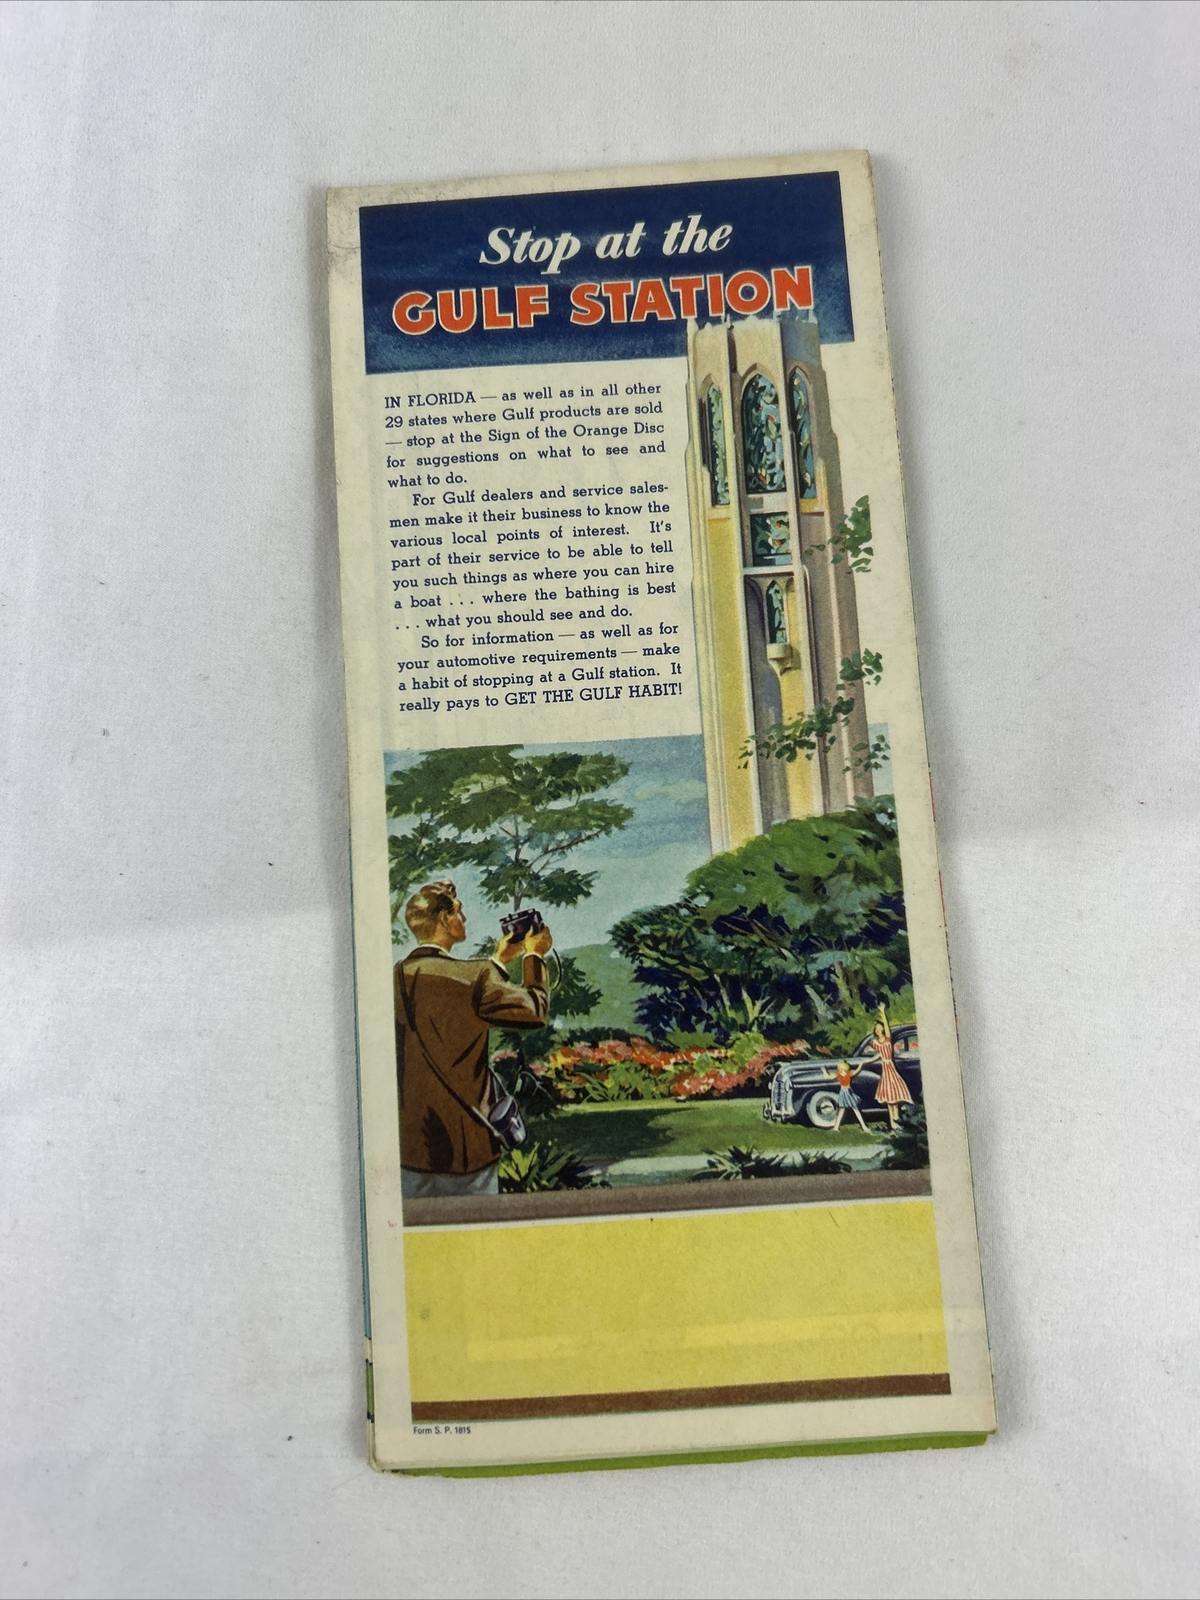 Stop at the
GULF STATION
IN FLORIDA — as well as in all other
29 states where Gulf products are sold
— stop at the Sign of the Orange Disc
for suggestions on what to see and
what to do.
For Gulf dealers and service sales-
men make it their business to know the
various local points of interest. It's
part of their service to be able to tell
you such things as where you can hire
a boat . . . where the bathing is best
. . . what you should see and do.
So for information — as well as for
your automotive requirements — make
a habit of stopping at a Gulf station. It
really pays to GET THE GULF HABIT!
Form S. P. 1815